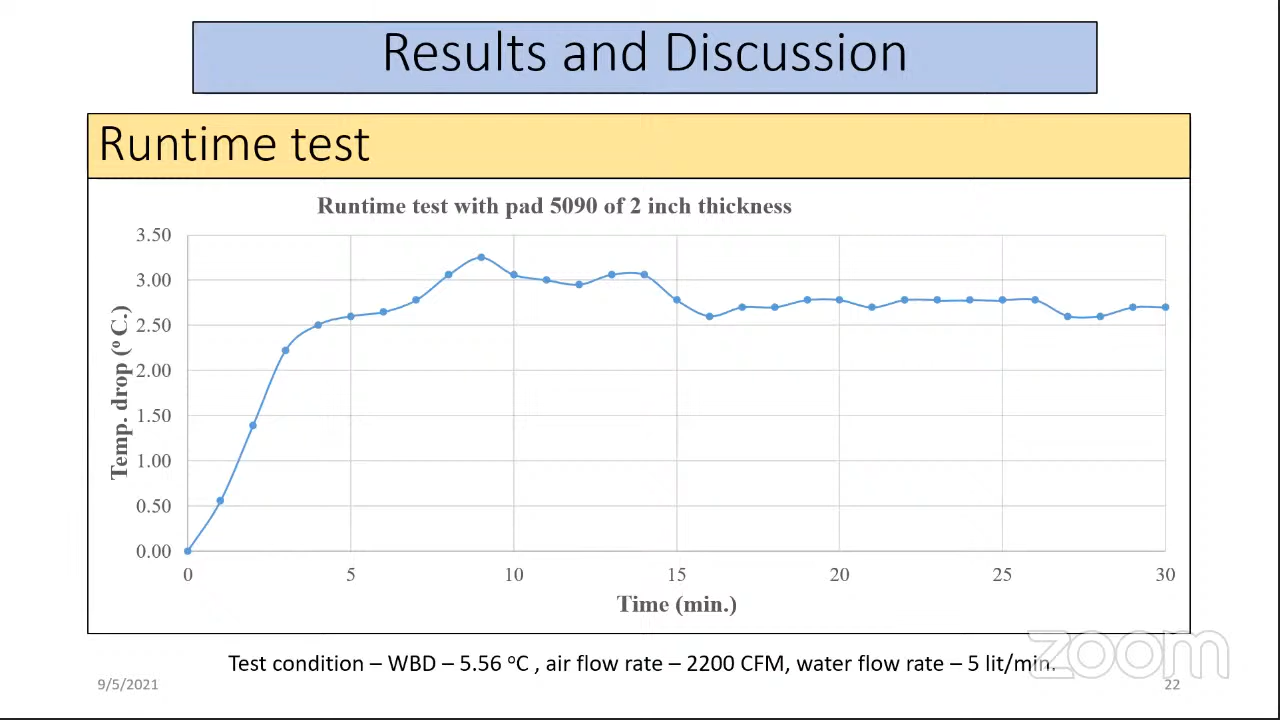 Results and Discussion
Runtime test
Runtime test with pad 5090 of 2 inch thickness
3.50
3.00
2.50
2.00
1.50
1.00
0.50
0.00
Temp. drop (° C.)
0 5 10 15 20 25 30
Time (min.)
Test condition – WBD – 5.56 °C , air flow rate – 2200 CFM, water flow rate – 5 lit/min.
zoom
9/5/2021
22